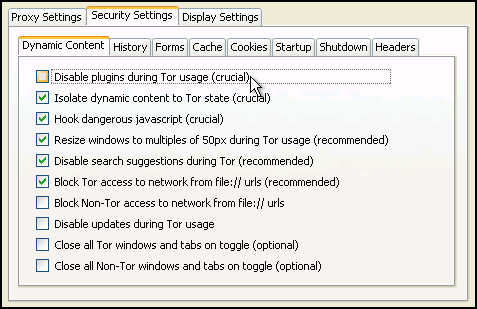 Proxy Settings Security Settings Display Settings
Dynamic Content History Forms Cache Cookies Startup Shutdown Headers
Disable plugins during Tor usage (crucial)
Isolate dynamic content to Tor state (crucial)
Hook dangerous javascript (crucial)
Resize windows to multiples of 50px during Tor usage (recommended)
Disable search suggestions during Tor (recommended)
Block Tor access to network from file:// urls (recommended)
Block Non-Tor access to network from file:// urls
Disable updates during Tor usage
Close all Tor windows and tabs on toggle (optional)
Close all Non-Tor windows and tabs on toggle (optional)